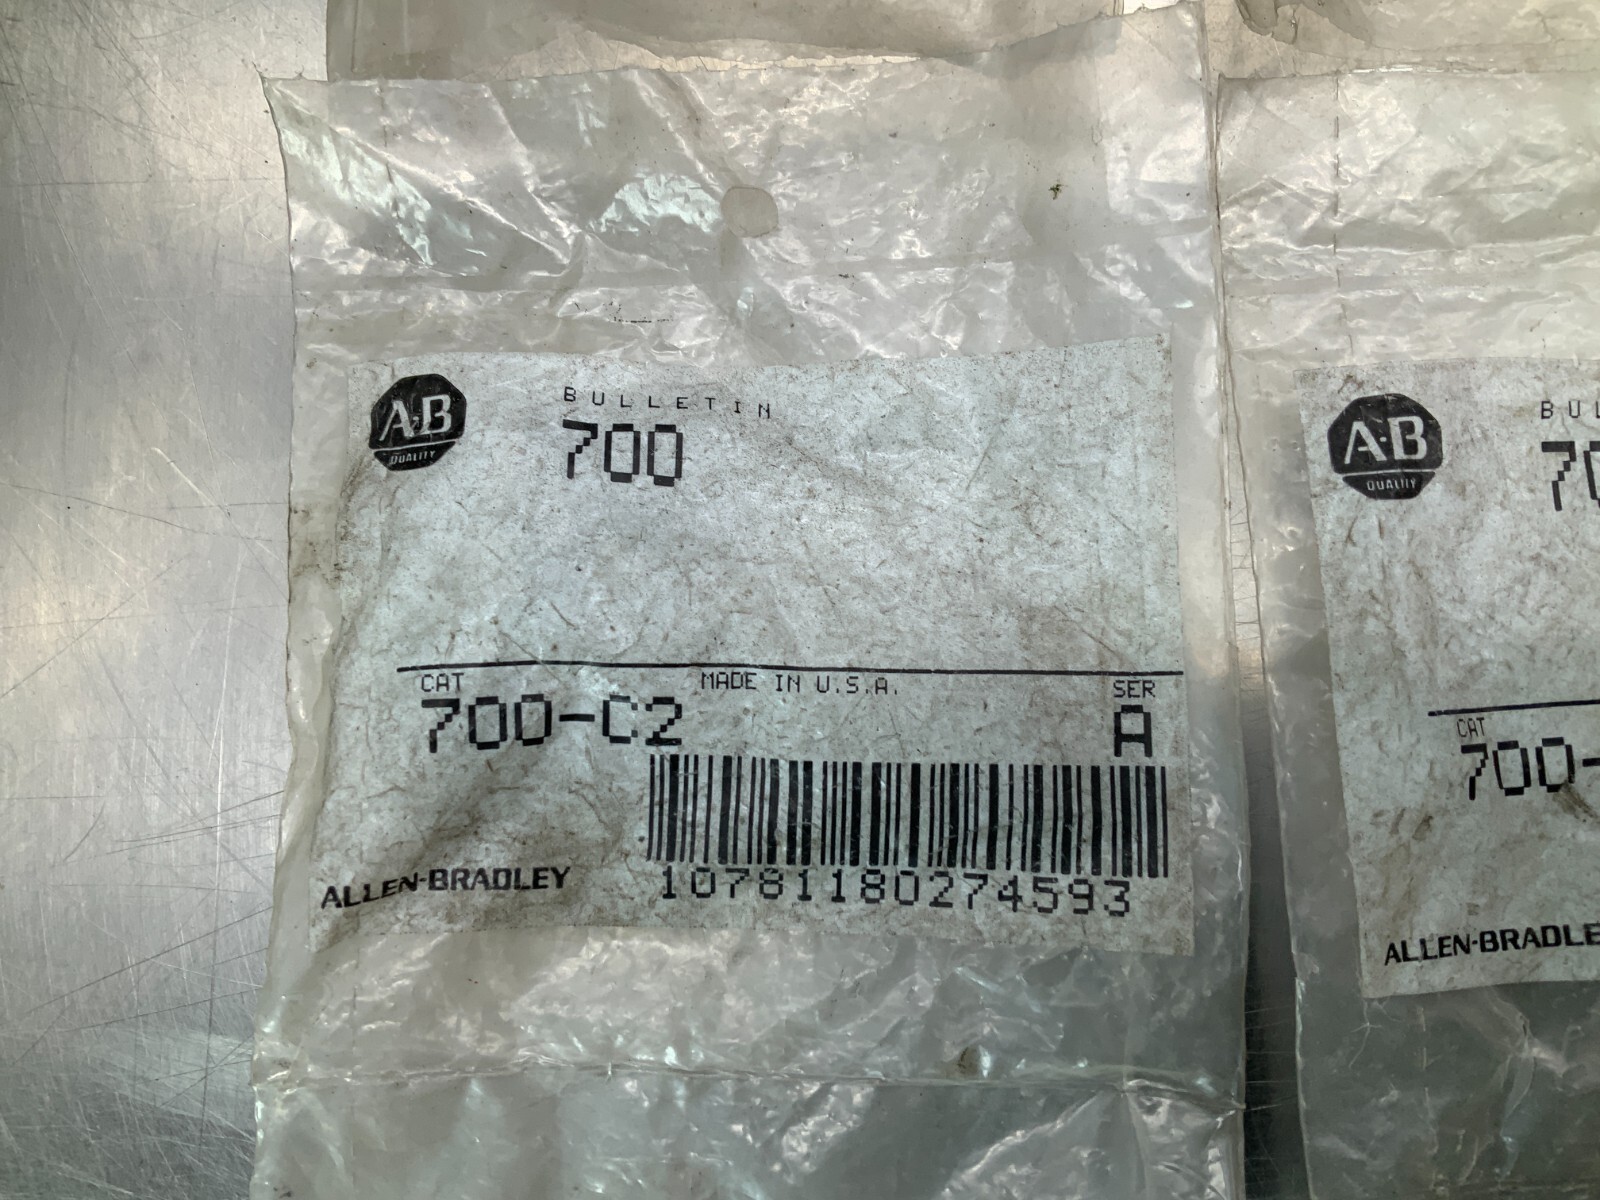 A·B
QUALITY
BULLETIN
700
CAT
MADE IN U.S.A.
SER
700-C2
A
ALLEN-BRADLEY
10781180274593
A·B
QUALITY
BUL
70
CAT
700-
ALLEN-BRADLE